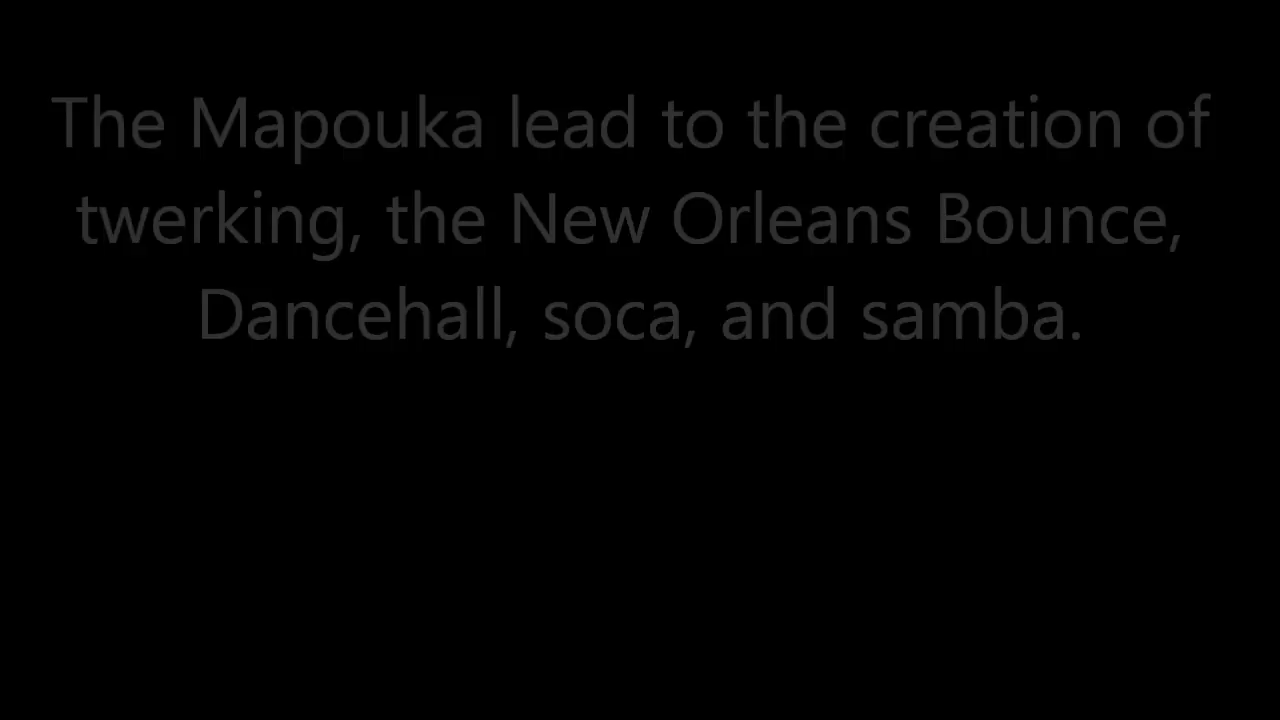 The Mapouka lead to the creation of
twerking, the New Orleans Bounce,
Dancehall, soca, and samba.